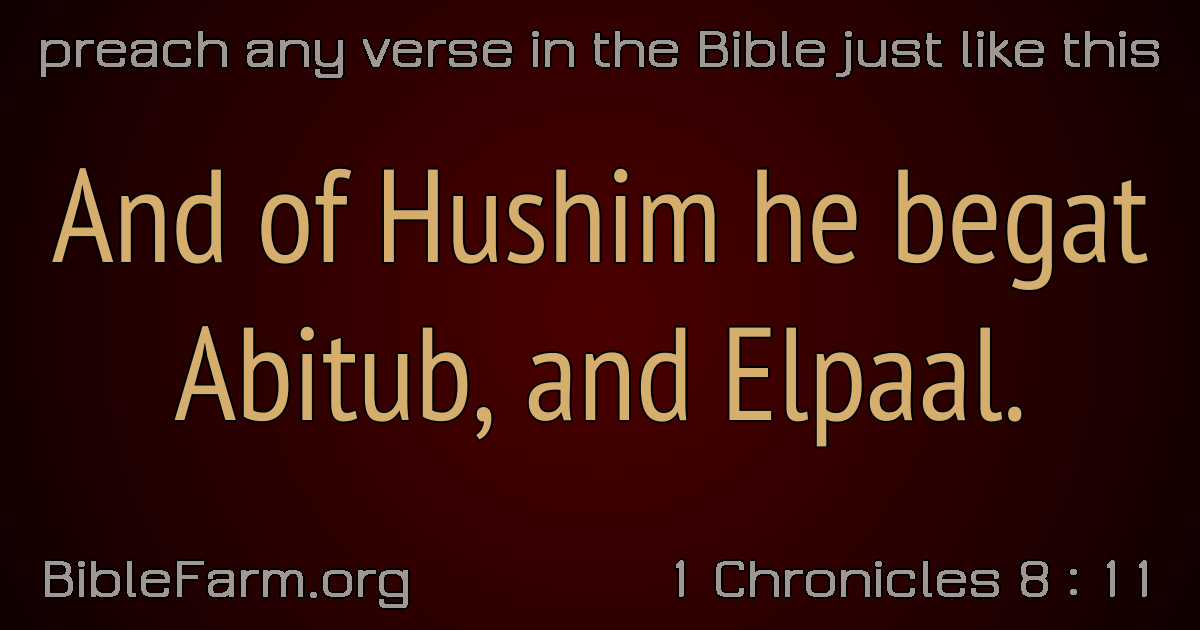 preach any verse in the Bible just like this
And of Hushim he begat
Abitub, and Elpaal.
BibleFarm.org
1 Chronicles 8 : 11